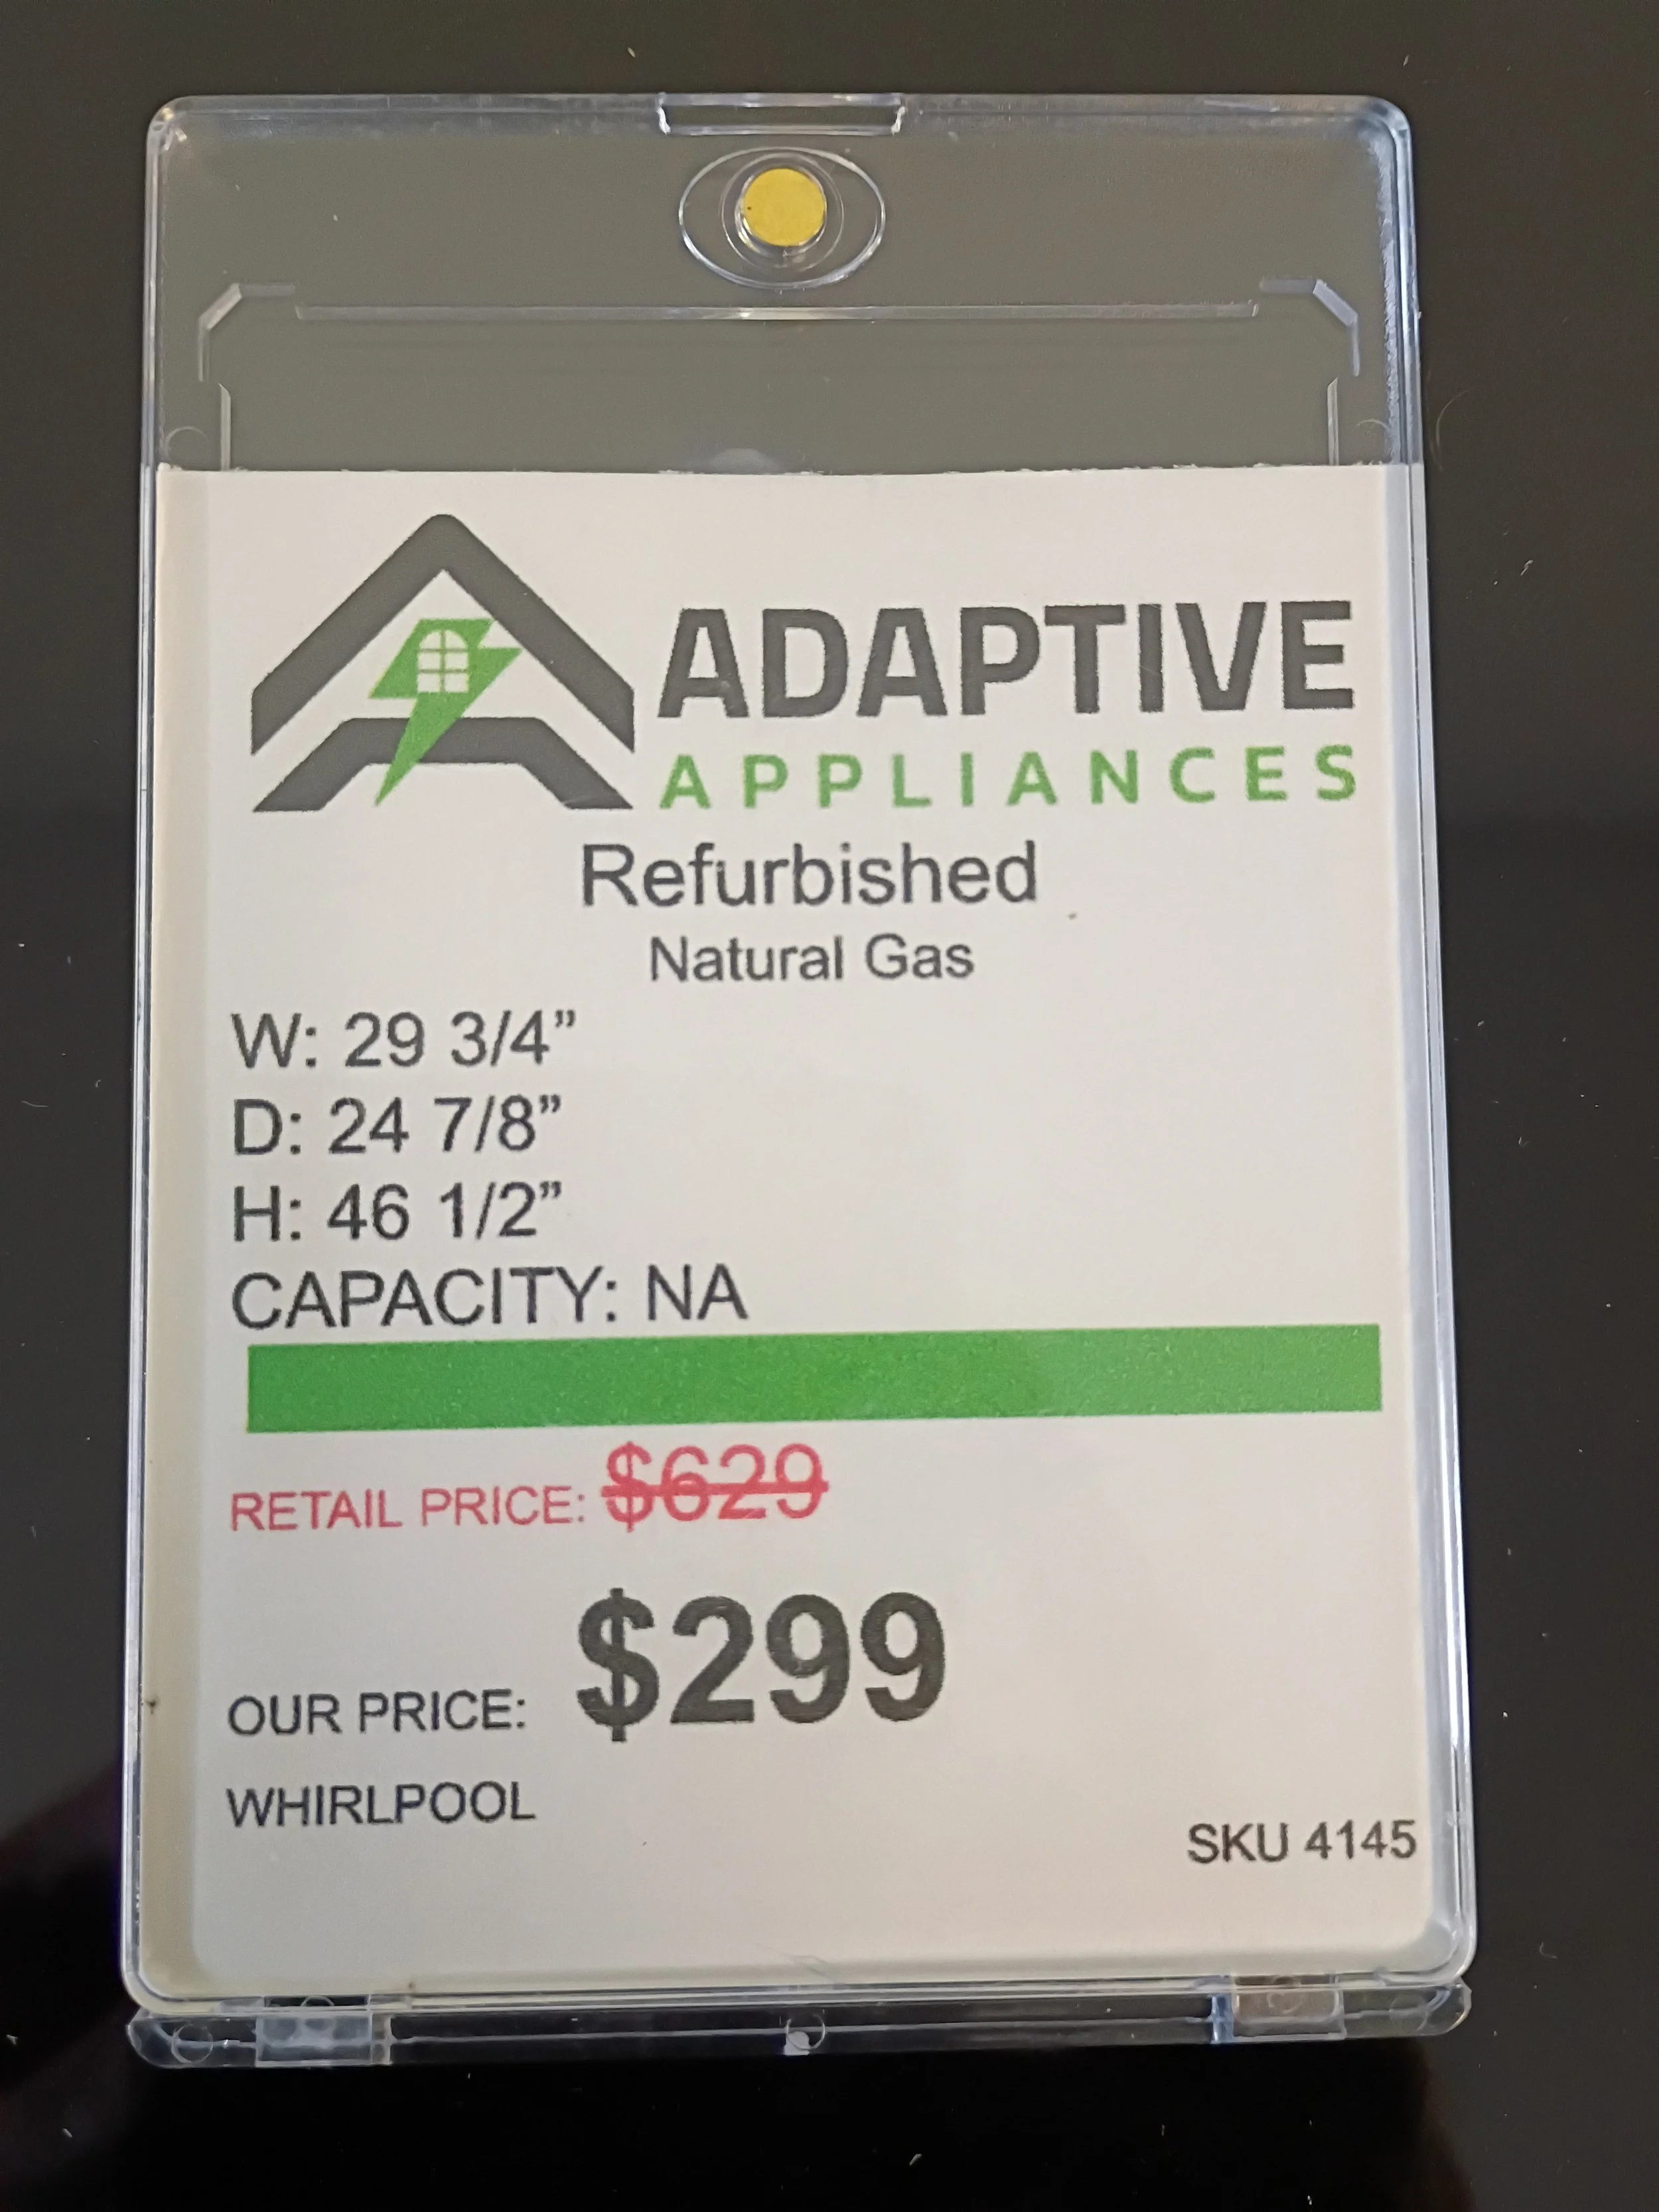 ADAPTIVE
APPLIANCES
Refurbished
Natural Gas
W: 29 3/4”
D: 24 7/8”
H: 46 1/2”
CAPACITY: NA
RETAIL PRICE: $629
OUR PRICE: $299
WHIRLPOOL
SKU 4145